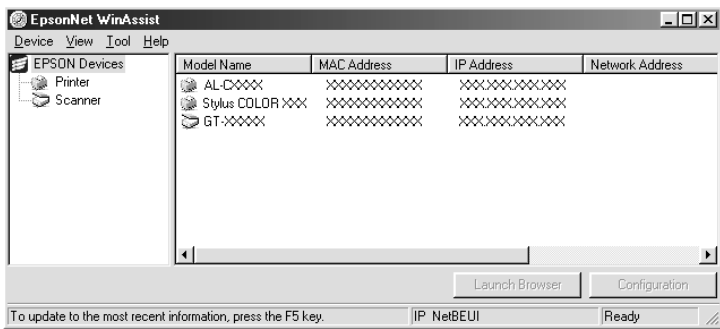 EpsonNet WinAssist
Device View Tool Help
EPSON Devices
Printer
Scanner
Model Name MAC Address IP Address Network Address
AL-CXXXX XXXXXXXXXXXX XXX.XXX.XXX.XXX
Stylus COLOR XXX XXXXXXXXXXXX XXX.XXX.XXX.XXX
GT-XXXXX XXXXXXXXXXXX XXX.XXX.XXX.XXX
Launch Browser Configuration
To update to the most recent information, press the F5 key. IP NetBEUI Ready